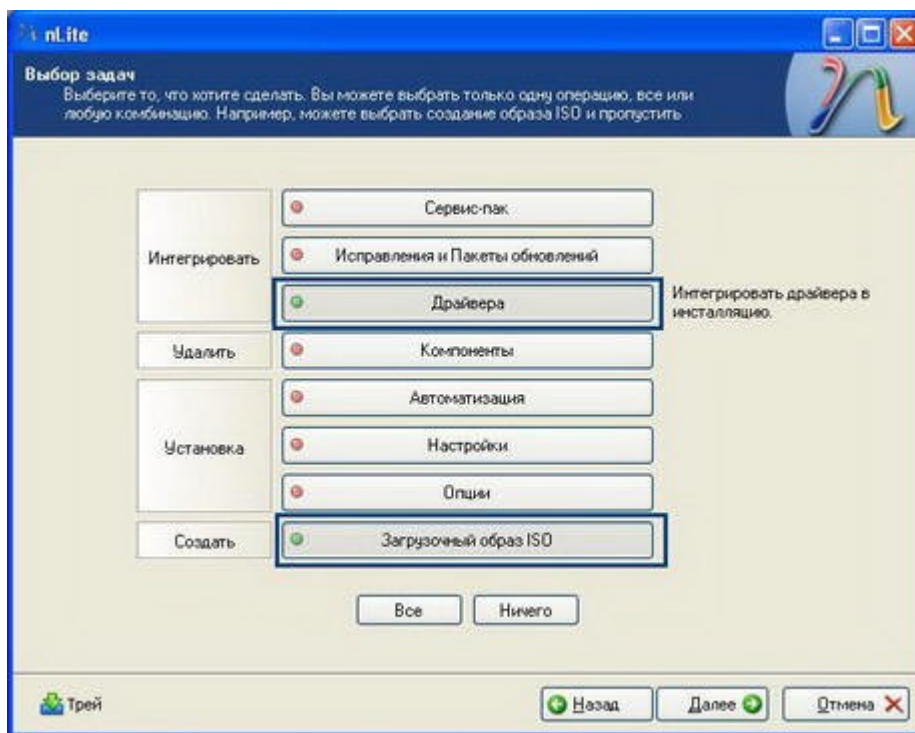 nLite
Выбор задач
Выберите то, что хотите сделать. Вы можете выбрать только одну операцию, все или
любую комбинацию. Например, можете выбрать создание образа ISO и пропустить
Интегрировать
Сервис-пак
Исправления и Пакеты обновлений
Драйвера
Интегрировать драйвера в
инсталляцию.
Удалить
Компоненты
Установка
Автоматизация
Настройки
Опции
Создать
Загрузочный образ ISO
Все
Ничего
Трей
Назад
Далее
Отмена